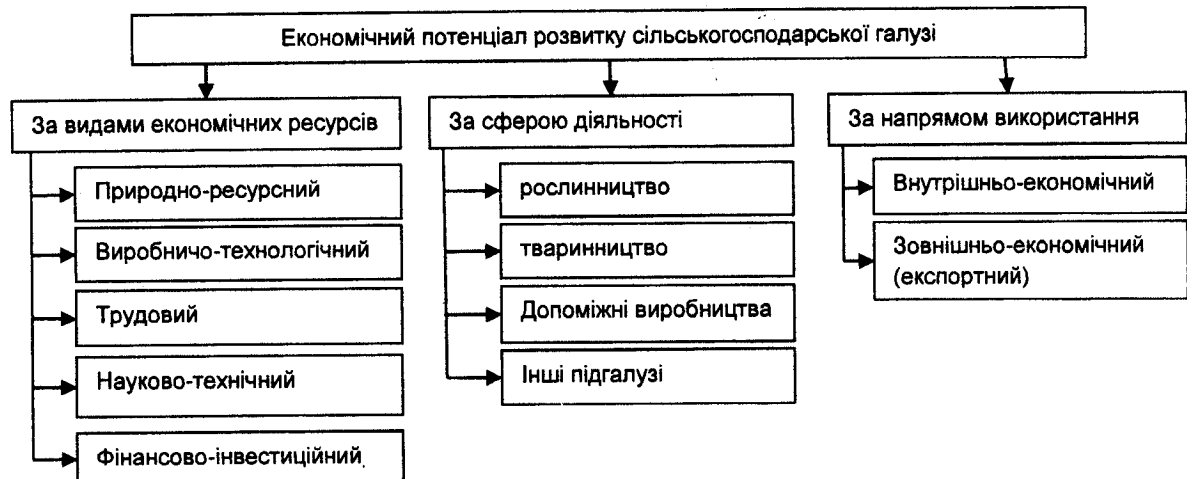 Економічний потенціал розвитку сільськогосподарської галузі
За видами економічних ресурсів
Природно-ресурсний
Виробничо-технологічний
Трудовий
Науково-технічний
Фінансово-інвестиційний
За сферою діяльності
рослинництво
тваринництво
Допоміжні виробництва
Інші підгалузі
За напрямом використання
Внутрішньо-економічний
Зовнішньо-економічний
(експортний)